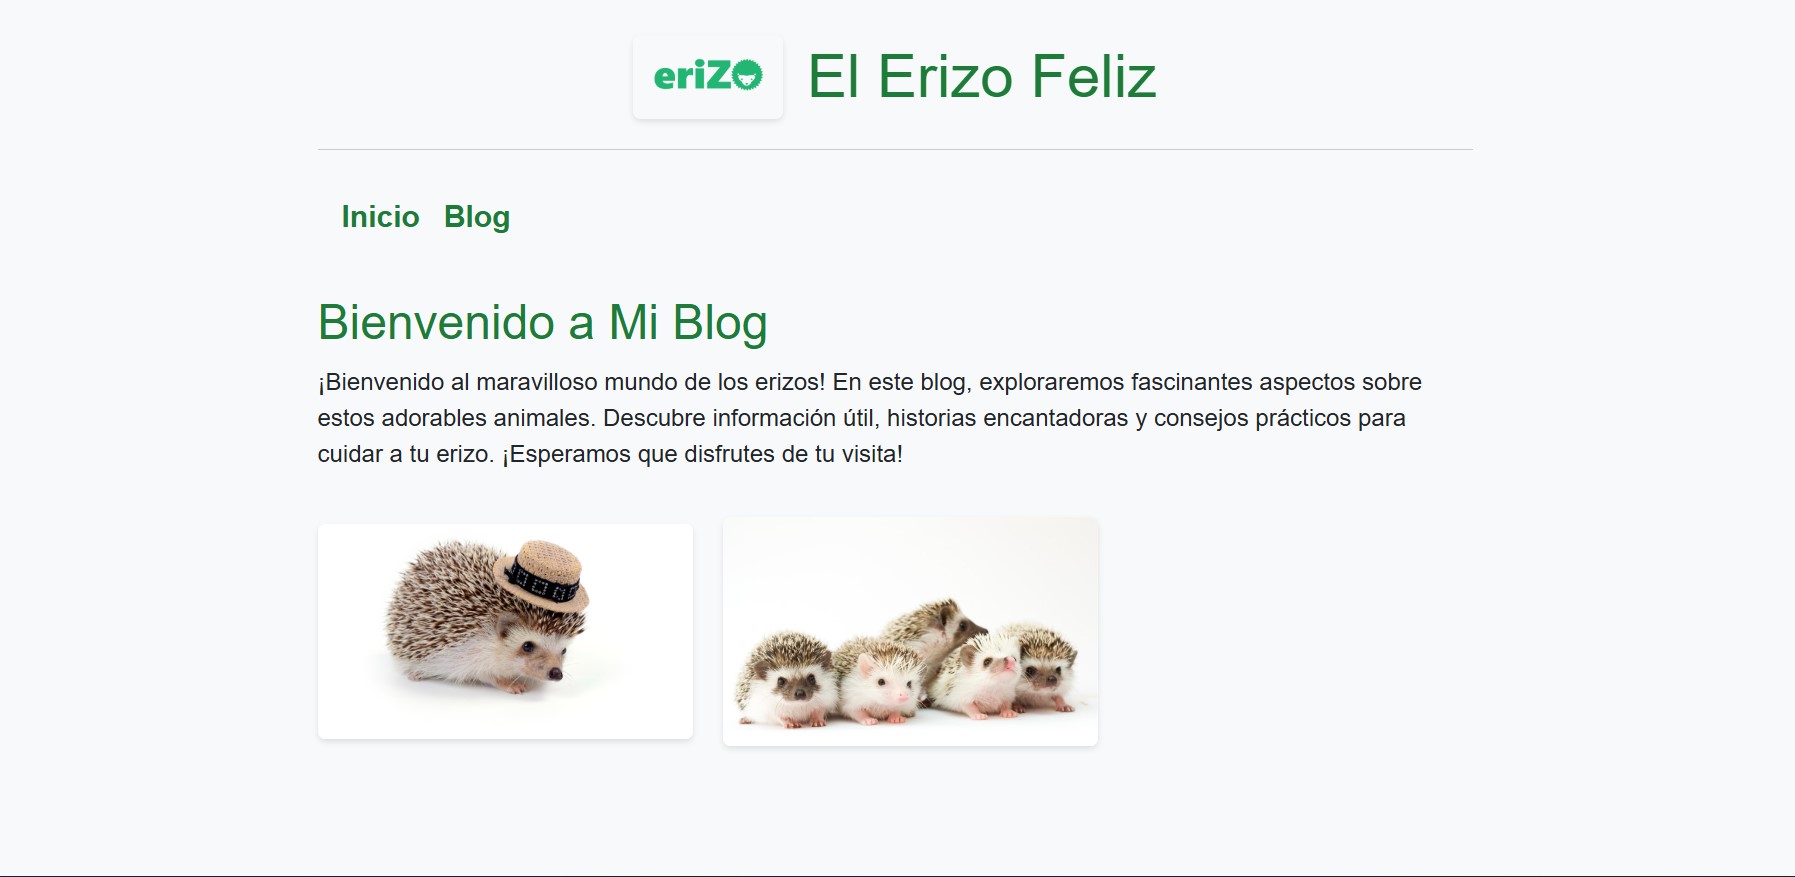 eriZO
El Erizo Feliz
Inicio Blog
Bienvenido a Mi Blog
¡Bienvenido al maravilloso mundo de los erizos! En este blog, exploraremos fascinantes aspectos sobre
estos adorables animales. Descubre información útil, historias encantadoras y consejos prácticos para
cuidar a tu erizo. ¡Esperamos que disfrutes de tu visita!